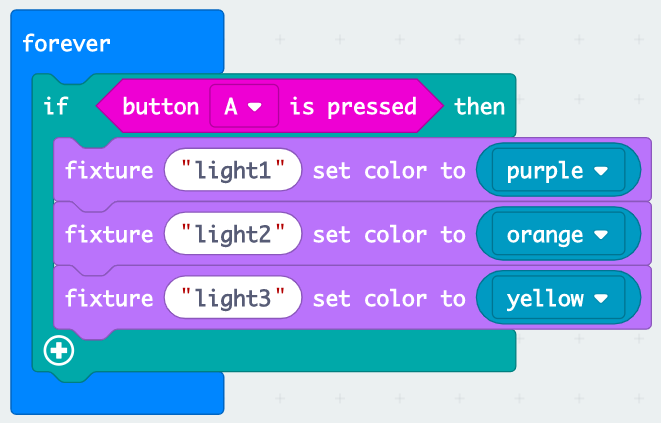 forever
if button A is pressed then
fixture "light1" set color to purple
fixture "light2" set color to orange
fixture "light3" set color to yellow